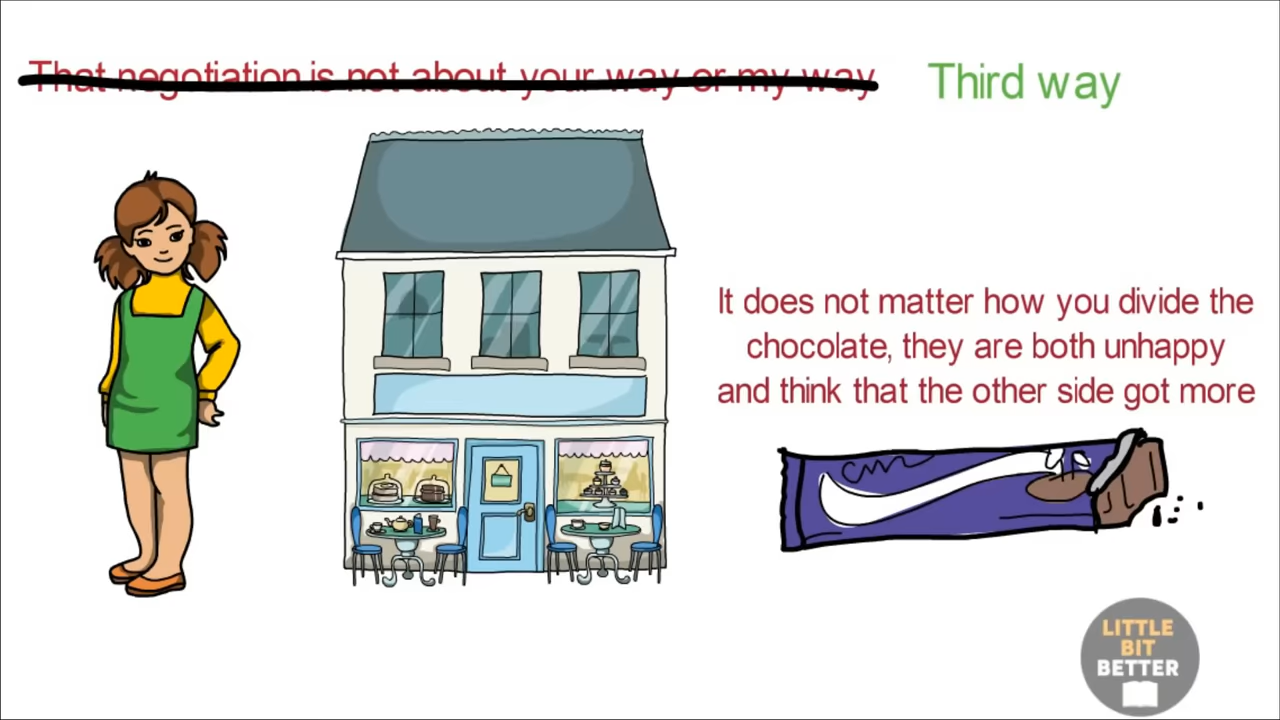 That negotiation is not about your way or my way
Third way
It does not matter how you divide the
chocolate, they are both unhappy
and think that the other side got more
LITTLE
BIT
BETTER